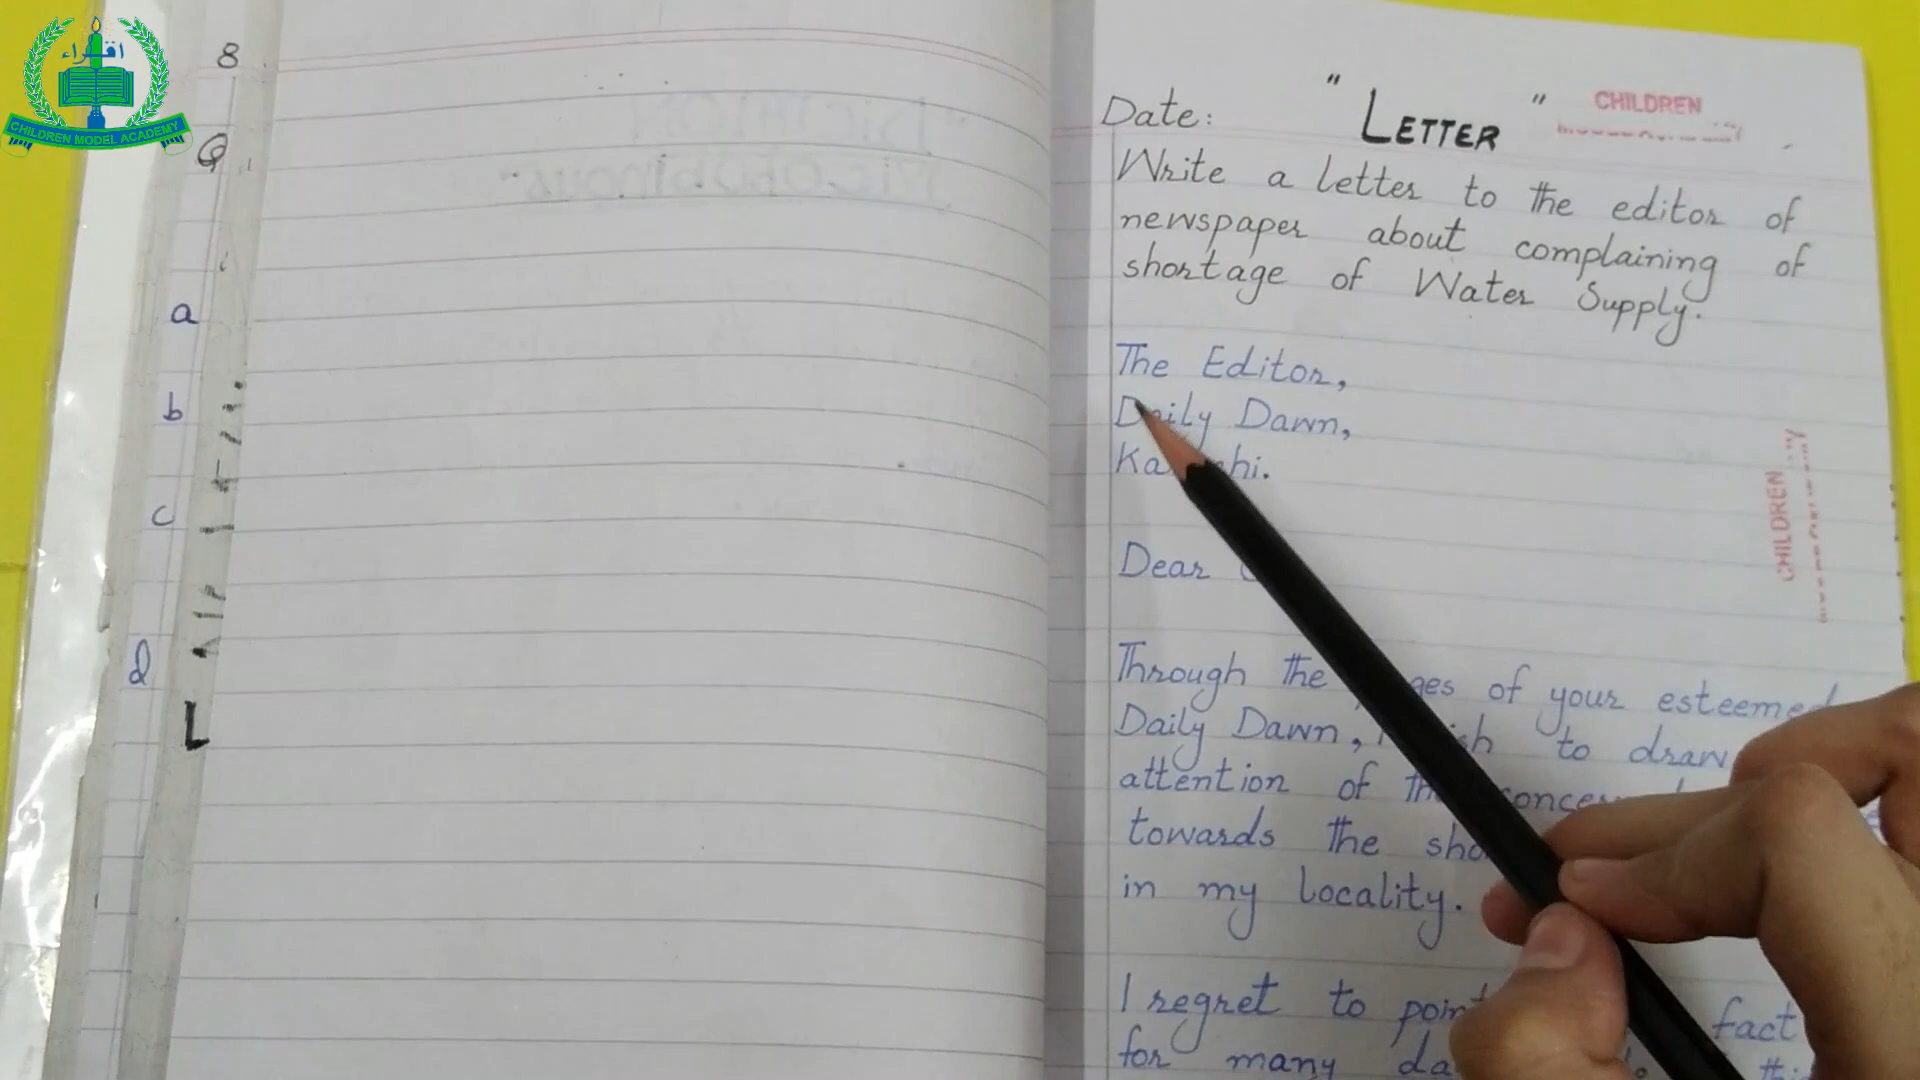 اقراء
CHILDREN MODEL ACADEMY
8
Q
a
b
c
d
L
Date:
" LETTER "
CHILDREN
Write a letter to the editor of
newspaper about complaining of
shortage of Water Supply.
The Editor,
Daily Dawn,
Dear
CHILDREN
Through the of your esteemed
Daily Dawn, to draw
attention of
towards the
in my locality.
I regret to fact
for many